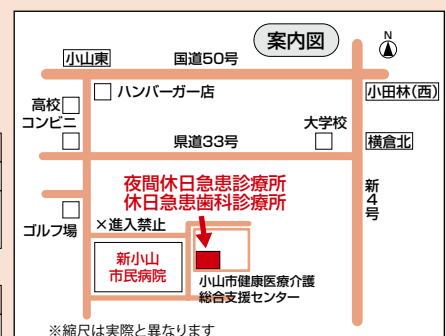 案内図
N
小山東
国道50号
ハンバーガー店
小田林(西)
高校
コンビニ
大学校
県道33号
横倉北
夜間休日急患診療所
休日急患歯科診療所
新4号
ゴルフ場
×進入禁止
新小山
市民病院
小山市健康医療介護
総合支援センター
※縮尺は実際と異なります